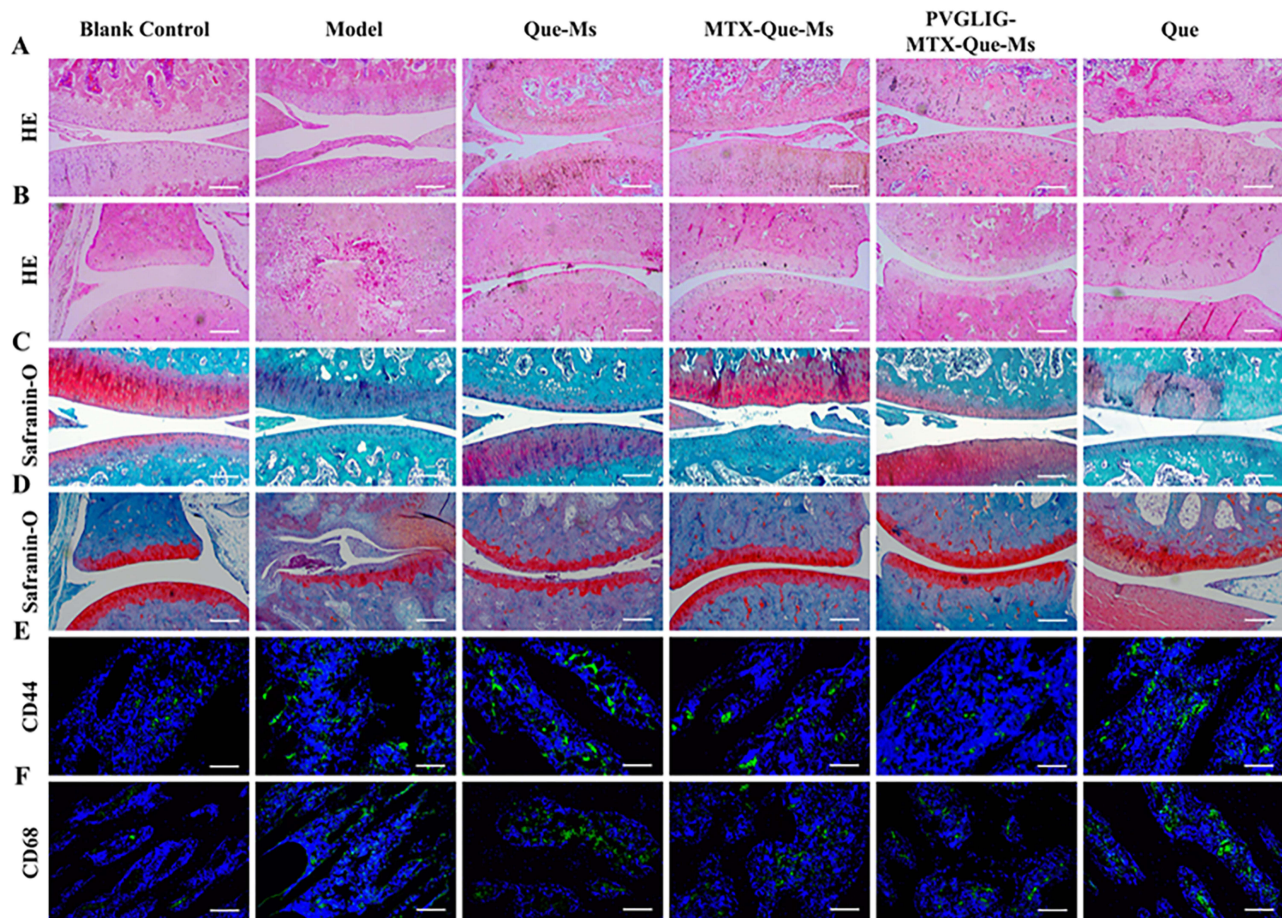 Blank Control
Model
Que-Ms
MTX-Que-Ms
PVGLIG-
MTX-Que-Ms
Que
A
HE
B
HE
C
Safranin-O
D
Safranin-O
E
CD44
F
CD68